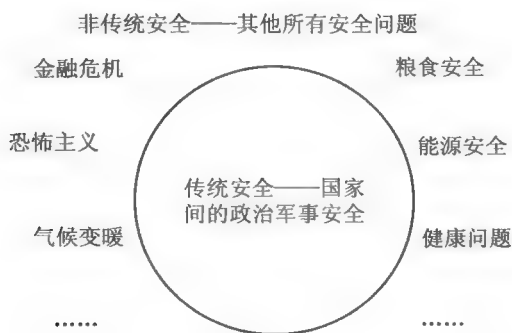 非传统安全——其他所有安全问题
金融危机
粮食安全
恐怖主义
能源安全
传统安全——国家
间的政治军事安全
气候变暖
健康问题
……
……